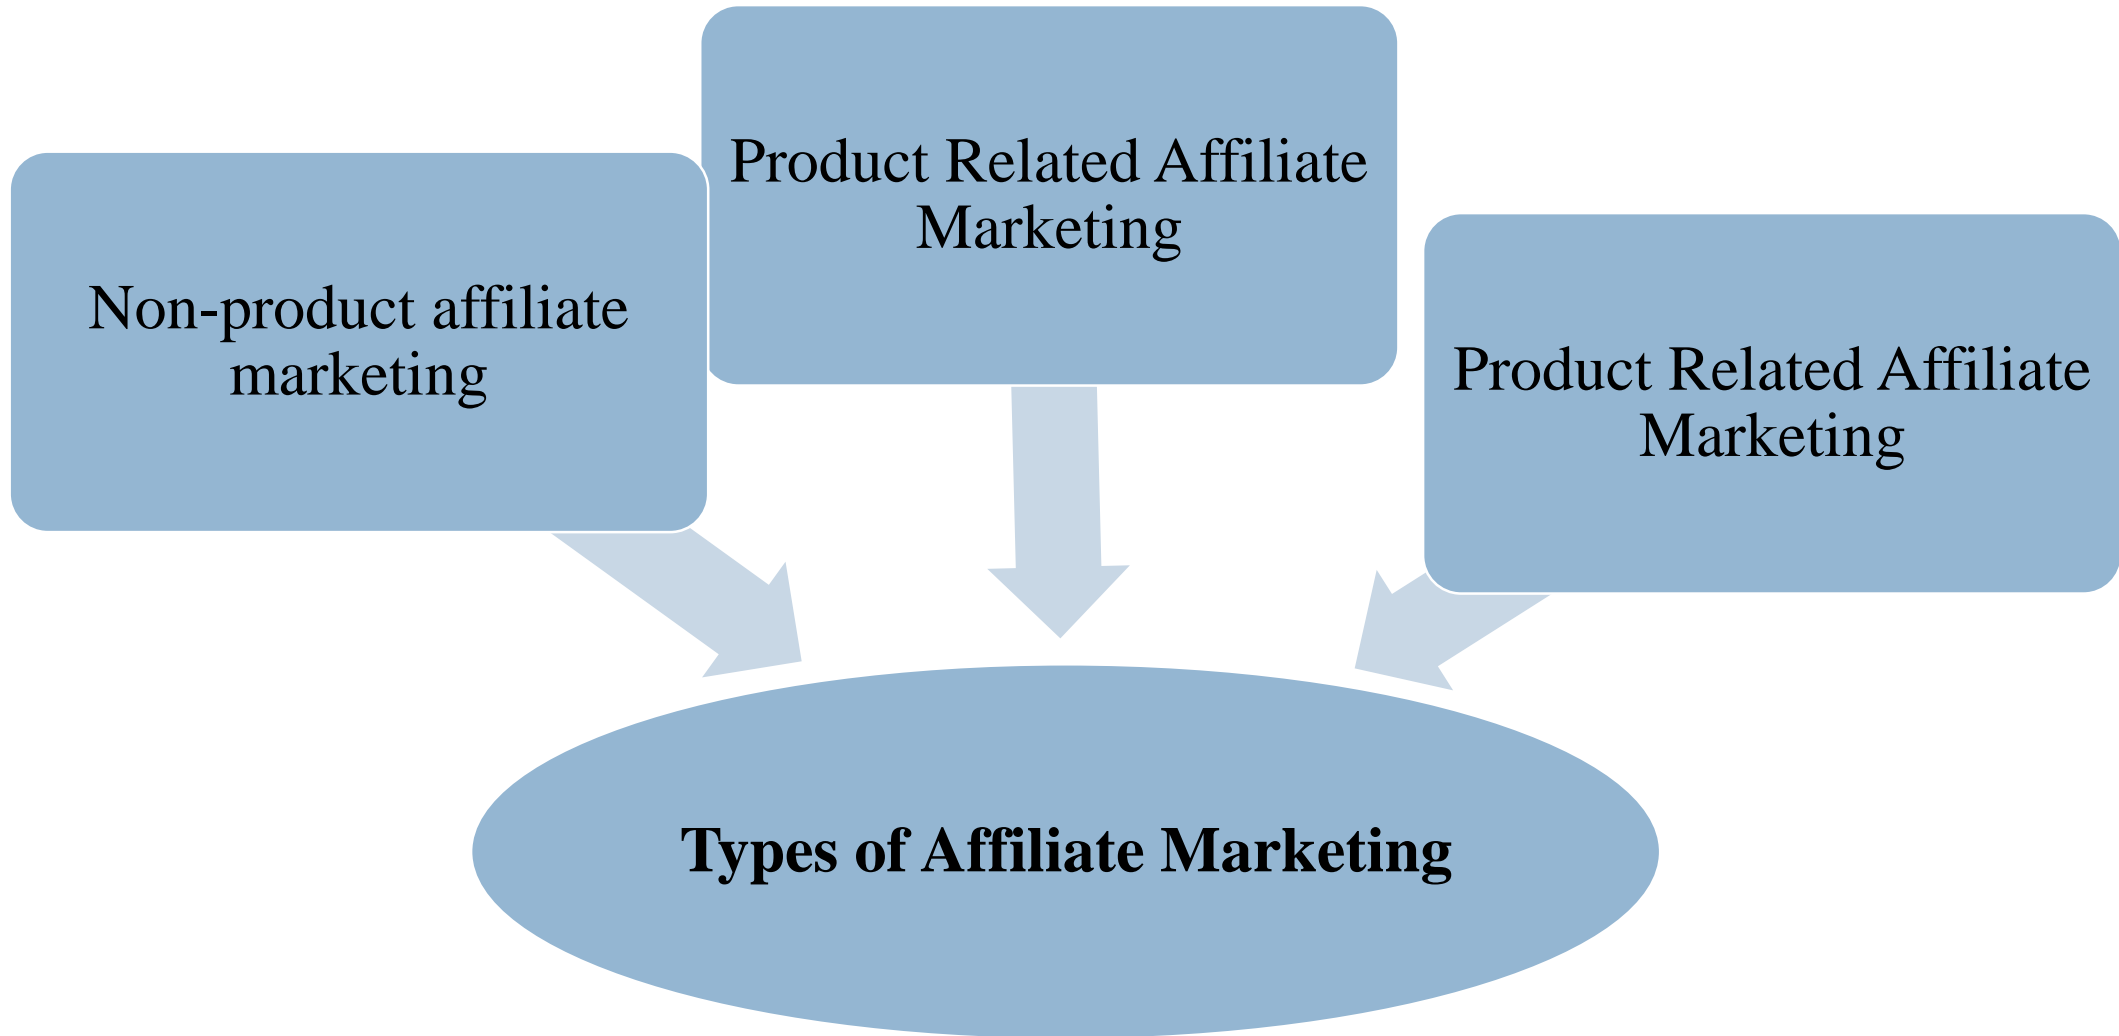 Product Related Affiliate
Marketing
Non-product affiliate
marketing
Product Related Affiliate
Marketing
Types of Affiliate Marketing